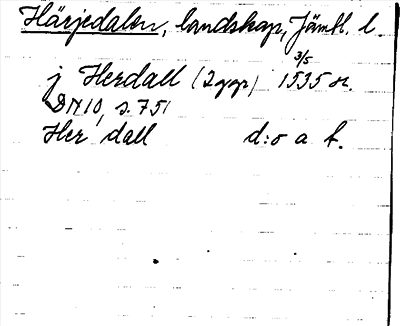 Härjedalen, landskap, Jämtl. l.
j Herdall (2 ggr) 3/5 1535 or.
DN 10, s. 751
Her dall d:o a f.